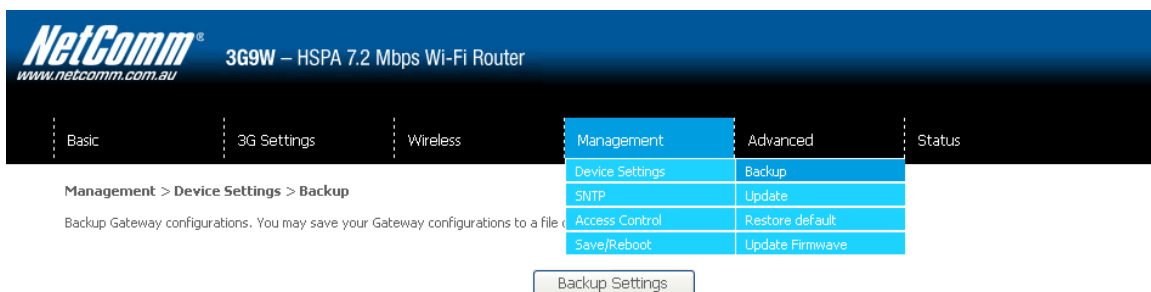 NetComm®
www.netcomm.com.au
3G9W – HSPA 7.2 Mbps Wi-Fi Router
Basic 3G Settings Wireless Management Advanced Status
Device Settings Backup
SNTP Update
Access Control Restore default
Save/Reboot Update Firmwave
Management > Device Settings > Backup
Backup Gateway configurations. You may save your Gateway configurations to a file
Backup Settings